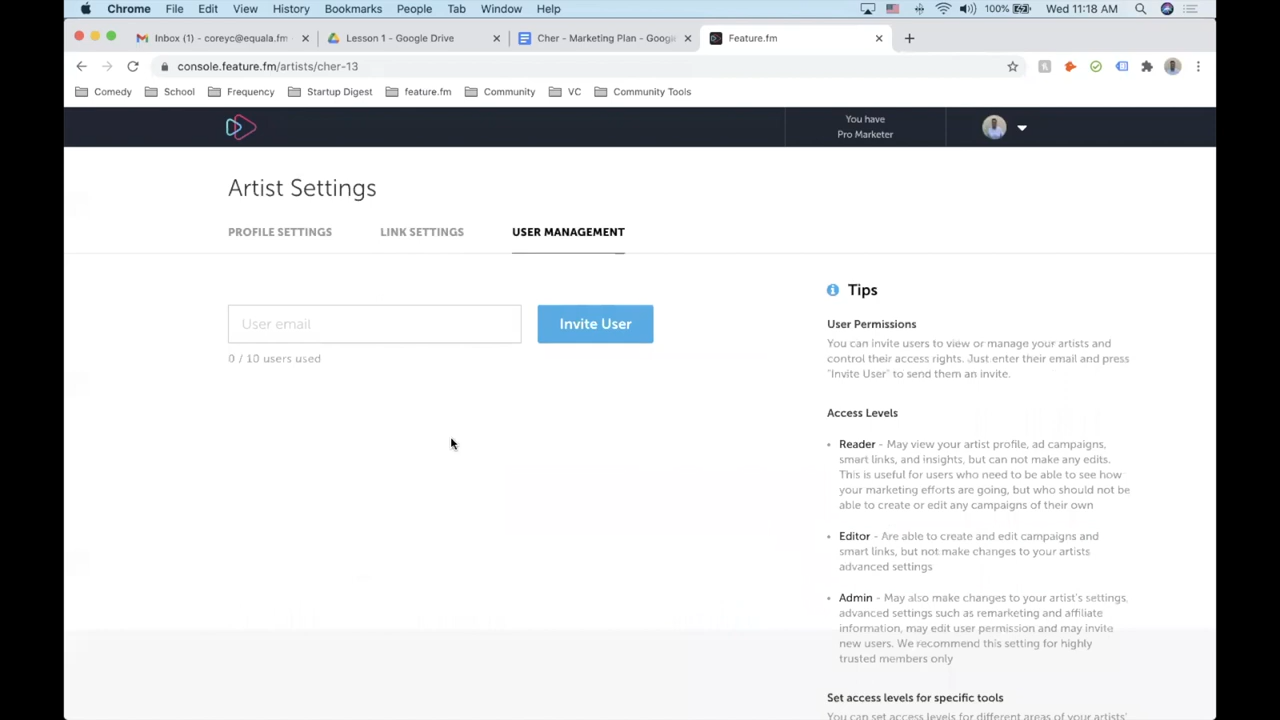 Chrome File Edit View History Bookmarks People Tab Window Help 100% Wed 11:18 AM
Inbox (1) - coreyc@equala.fm Lesson 1 - Google Drive Cher - Marketing Plan - Googl Feature.fm
console.feature.fm/artists/cher-13
Comedy School Frequency Startup Digest feature.fm Community VC Community Tools
You have
Pro Marketer
Artist Settings
PROFILE SETTINGS LINK SETTINGS USER MANAGEMENT
User email Invite User
0 / 10 users used
Tips
User Permissions
You can invite users to view or manage your artists and
control their access rights. Just enter their email and press
"Invite User" to send them an invite.
Access Levels
• Reader - May view your artist profile, ad campaigns,
smart links, and insights, but can not make any edits.
This is useful for users who need to be able to see how
your marketing efforts are going, but who should not be
able to create or edit any campaigns of their own
• Editor - Are able to create and edit campaigns and
smart links, but not make changes to your artists
advanced settings
• Admin - May also make changes to your artist's settings,
advanced settings such as remarketing and affiliate
information, may edit user permission and may invite
new users. We recommend this setting for highly
trusted members only
Set access levels for specific tools
You can set access levels for different areas of your artists'